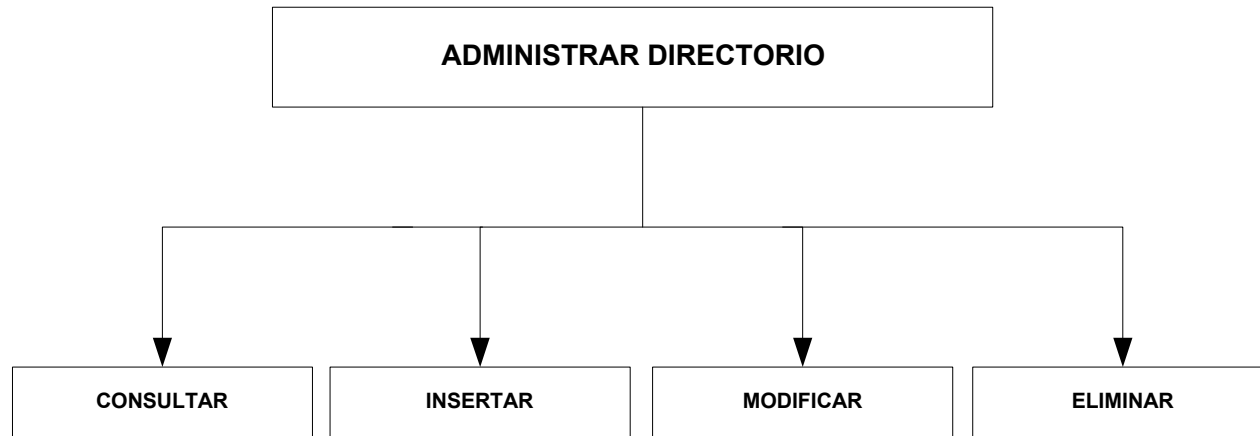 ADMINISTRAR DIRECTORIO
CONSULTAR
INSERTAR
MODIFICAR
ELIMINAR